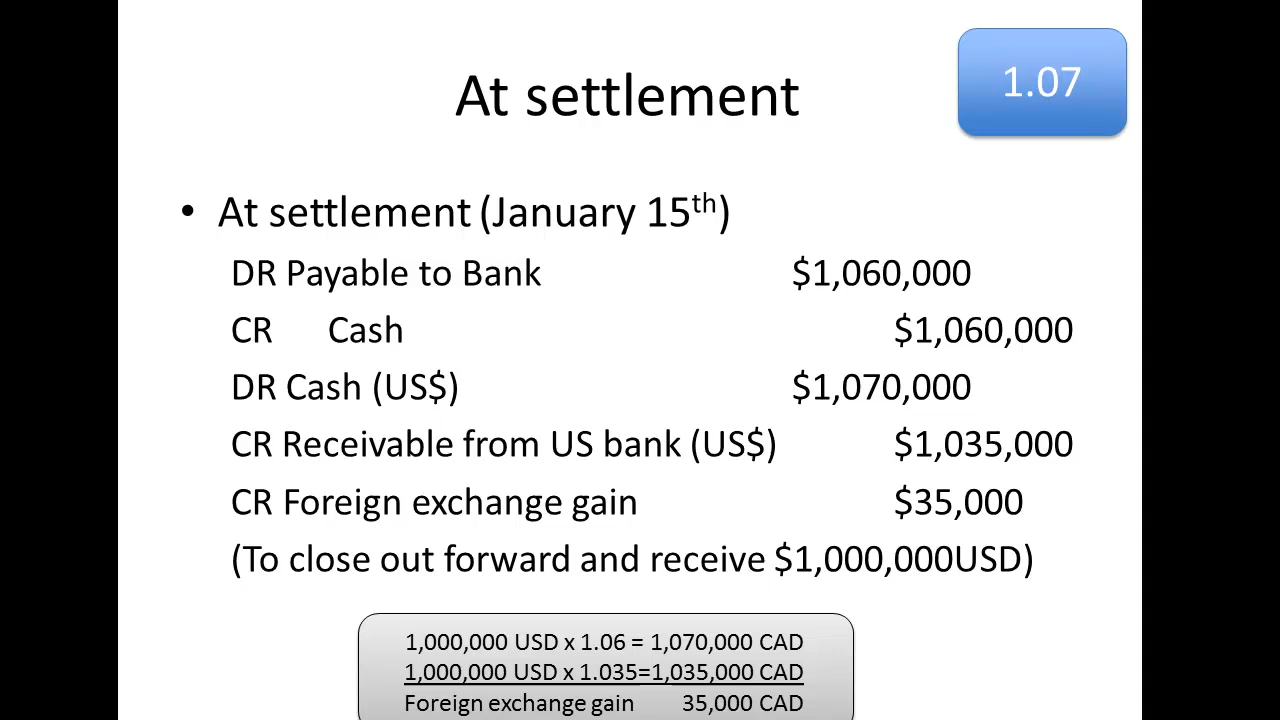 At settlement
1.07
• At settlement (January 15th)
DR Payable to Bank $1,060,000
CR Cash $1,060,000
DR Cash (US$) $1,070,000
CR Receivable from US bank (US$) $1,035,000
CR Foreign exchange gain $35,000
(To close out forward and receive $1,000,000USD)
1,000,000 USD x 1.06 = 1,070,000 CAD
1,000,000 USD x 1.035=1,035,000 CAD
Foreign exchange gain 35,000 CAD